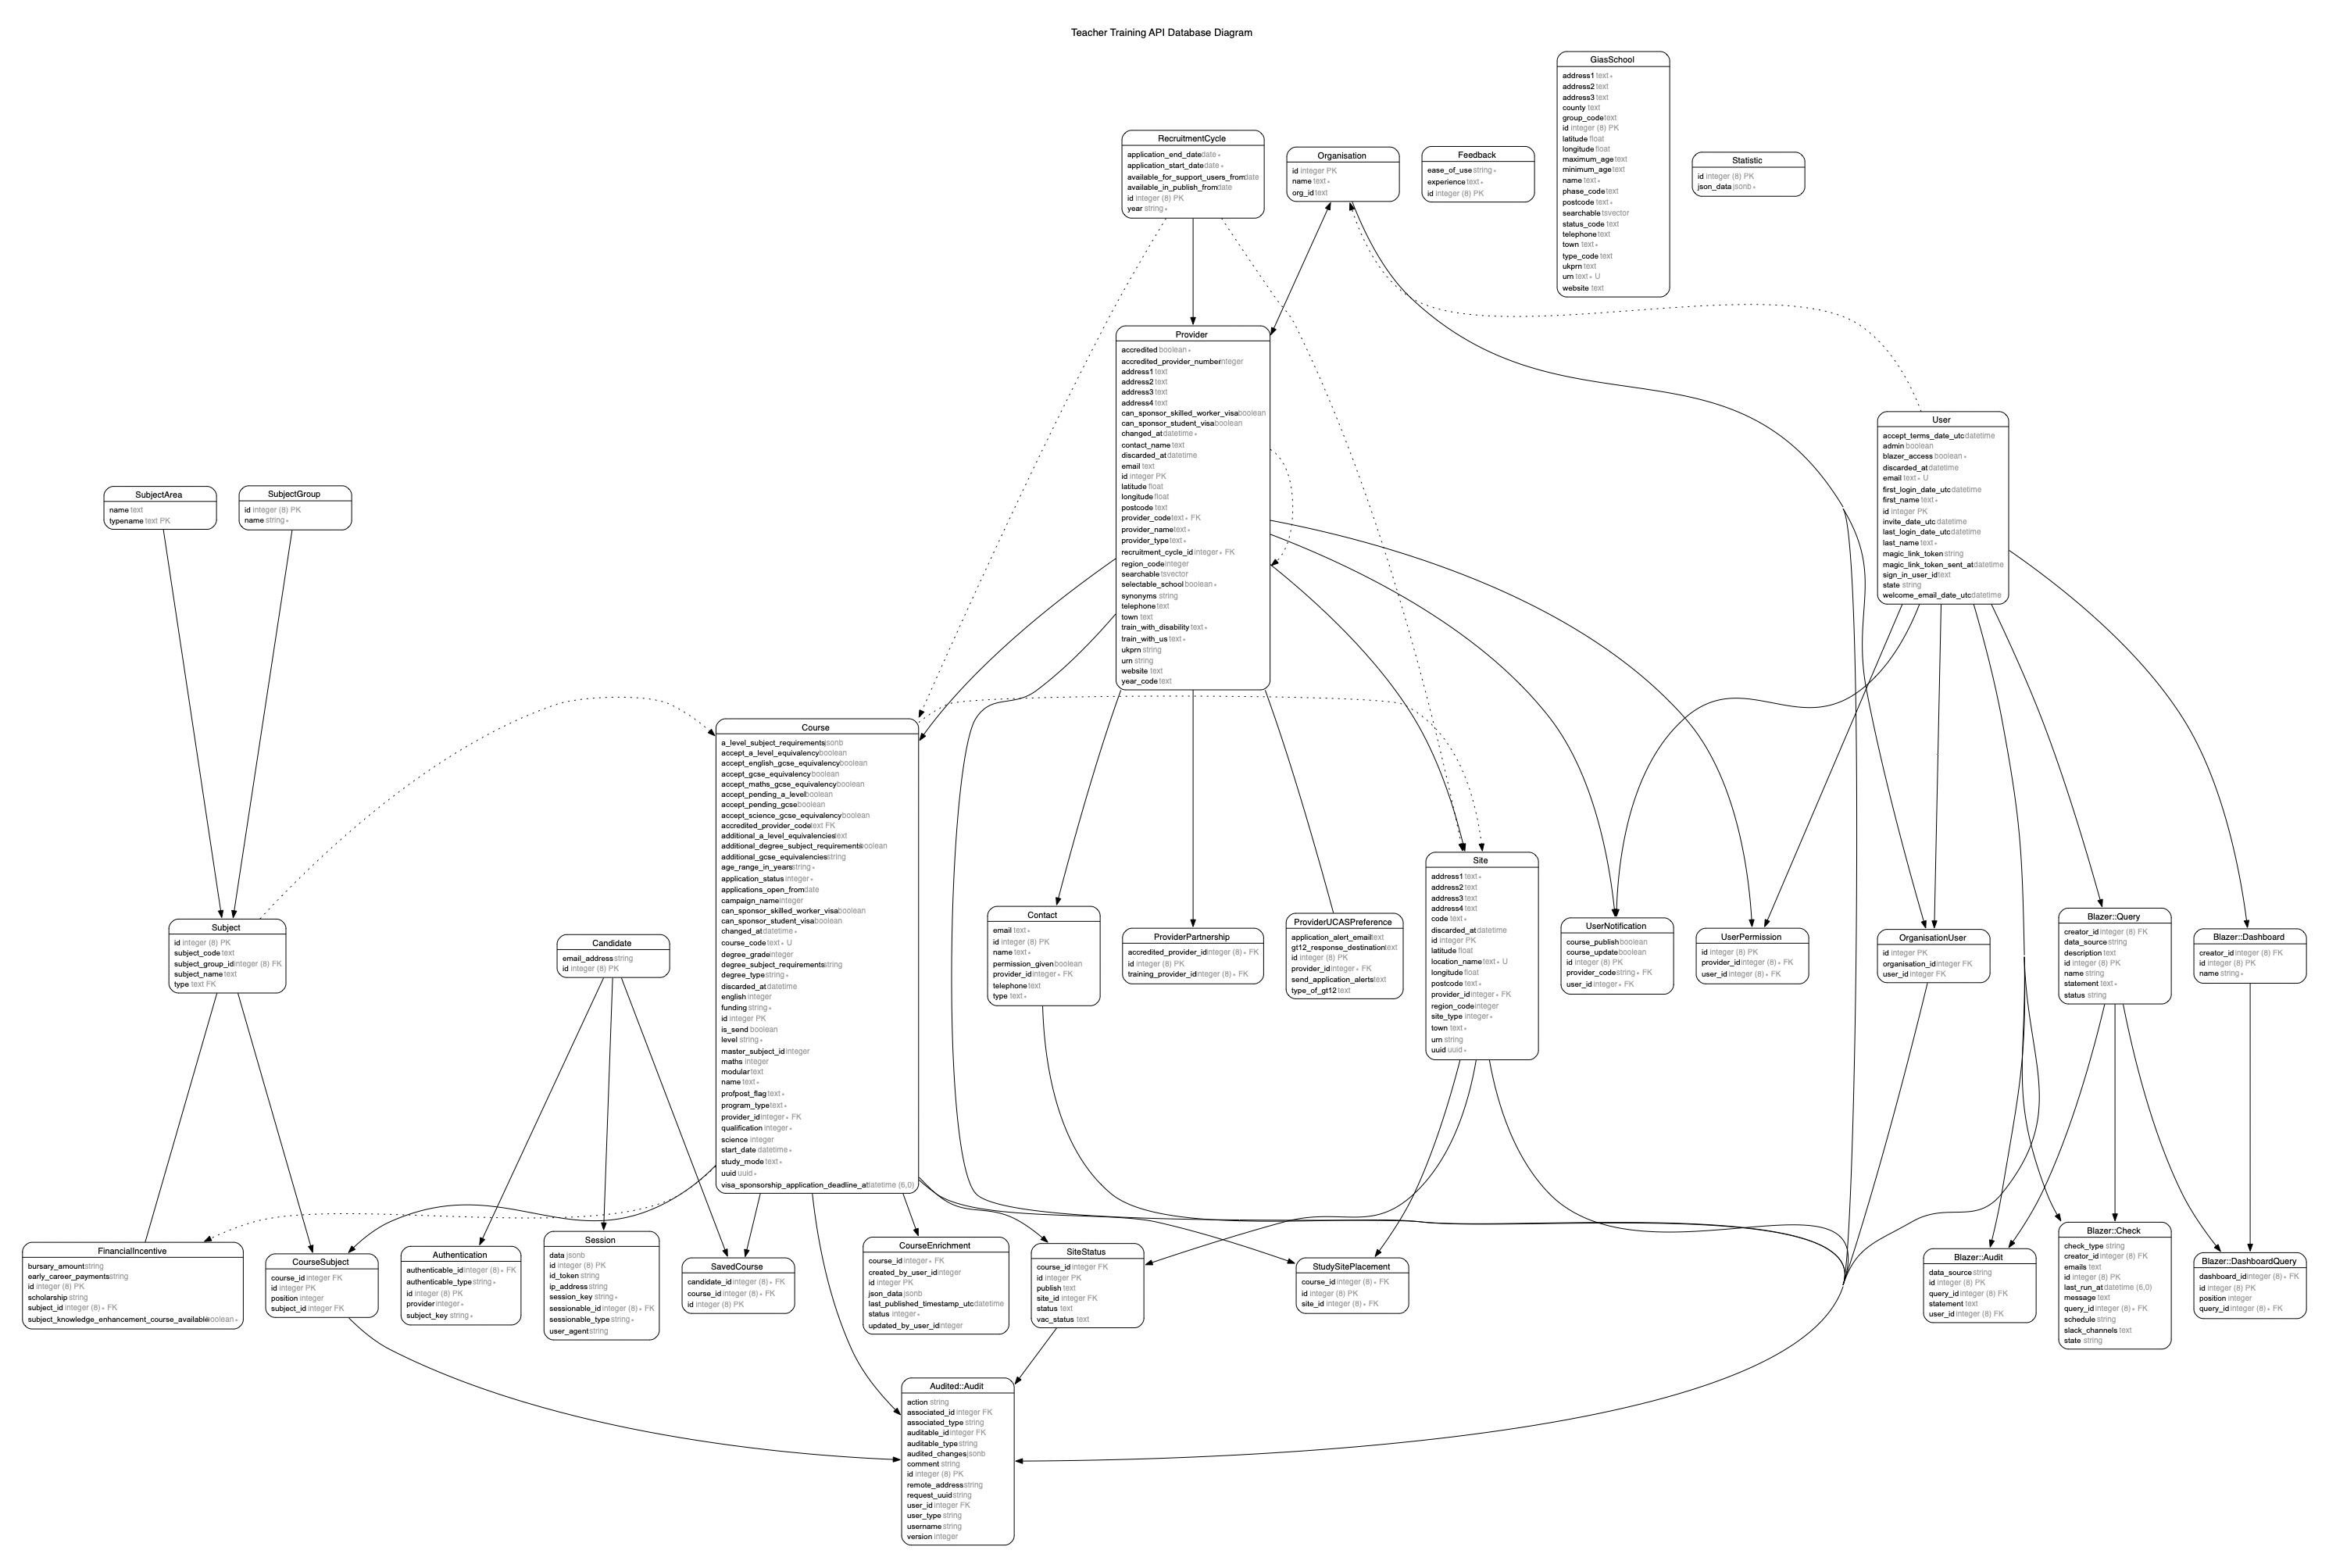 Teacher Training API Database Diagram
GiasSchool
address1 text ∗
address2 text
address3 text
county text
group_code text
id integer (8) PK
latitude float
longitude float
maximum_age text
minimum_age text
name text ∗
phase_code text
postcode text ∗
searchable tsvector
status_code text
telephone text
town text ∗
type_code text
ukprn text
urn text ∗ U
website text
RecruitmentCycle
application_end_date date ∗
application_start_date date ∗
available_for_support_users_from date
available_in_publish_from date
id integer (8) PK
year string ∗
Organisation
id integer PK
name text ∗
org_id text
Feedback
ease_of_use string ∗
experience text ∗
id integer (8) PK
Statistic
id integer (8) PK
json_data jsonb ∗
Provider
accredited boolean ∗
accredited_provider_number integer
address1 text
address2 text
address3 text
address4 text
can_sponsor_skilled_worker_visa boolean
can_sponsor_student_visa boolean
changed_at datetime ∗
contact_name text
discarded_at datetime
email text
id integer PK
latitude float
longitude float
postcode text
provider_code text ∗ FK
provider_name text ∗
provider_type text ∗
recruitment_cycle_id integer ∗ FK
region_code integer
searchable tsvector
selectable_school boolean ∗
synonyms string
telephone text
town text
train_with_disability text ∗
train_with_us text ∗
ukprn string
urn string
website text
year_code text
User
accept_terms_date_utc datetime
admin boolean
blazer_access boolean ∗
discarded_at datetime
email text ∗ U
first_login_date_utc datetime
first_name text ∗
id integer PK
invite_date_utc datetime
last_login_date_utc datetime
last_name text ∗
magic_link_token string
magic_link_token_sent_at datetime
sign_in_user_id text
state string
welcome_email_date_utc datetime
SubjectArea
name text
typename text PK
SubjectGroup
id integer (8) PK
name string ∗
Course
a_level_subject_requirements jsonb
accept_a_level_equivalency boolean
accept_english_gcse_equivalency boolean
accept_gcse_equivalency boolean
accept_maths_gcse_equivalency boolean
accept_pending_a_level boolean
accept_pending_gcse boolean
accept_science_gcse_equivalency boolean
accredited_provider_code text FK
additional_a_level_equivalencies text
additional_degree_subject_requirements boolean
additional_gcse_equivalencies string
age_range_in_years string ∗
application_status integer ∗
applications_open_from date
campaign_name integer
can_sponsor_skilled_worker_visa boolean
can_sponsor_student_visa boolean
changed_at datetime ∗
course_code text ∗ U
degree_grade integer
degree_subject_requirements string
degree_type string ∗
discarded_at datetime
english integer
funding string ∗
id integer PK
is_send boolean
level string ∗
master_subject_id integer
maths integer
modular text
name text ∗
profpost_flag text ∗
program_type text ∗
provider_id integer ∗ FK
qualification integer ∗
science integer
start_date datetime ∗
study_mode text ∗
uuid uuid ∗
visa_sponsorship_application_deadline_at datetime (6,0)
Subject
id integer (8) PK
subject_code text
subject_group_id integer (8) FK
subject_name text
type text FK
Candidate
email_address string
id integer (8) PK
Contact
email text ∗
id integer (8) PK
name text ∗
permission_given boolean
provider_id integer ∗ FK
telephone text
type text ∗
ProviderPartnership
accredited_provider_id integer (8) ∗ FK
id integer (8) PK
training_provider_id integer (8) ∗ FK
ProviderUCASPreference
application_alert_email text
gt12_response_destination text
id integer (8) PK
provider_id integer ∗ FK
send_application_alerts text
type_of_gt12 text
Site
address1 text ∗
address2 text
address3 text
address4 text
code text ∗
discarded_at datetime
id integer PK
latitude float
location_name text ∗ U
longitude float
postcode text ∗
provider_id integer ∗ FK
region_code integer
site_type integer ∗
town text ∗
urn string
uuid uuid ∗
UserNotification
course_publish boolean
course_update boolean
id integer (8) PK
provider_code string ∗ FK
user_id integer ∗ FK
UserPermission
id integer (8) PK
provider_id integer (8) ∗ FK
user_id integer (8) ∗ FK
OrganisationUser
id integer PK
organisation_id integer FK
user_id integer FK
Blazer::Query
creator_id integer (8) FK
data_source string
description text
id integer (8) PK
name string
statement text ∗
status string
Blazer::Dashboard
creator_id integer (8) FK
id integer (8) PK
name string ∗
FinancialIncentive
bursary_amount string
early_career_payments string
id integer (8) PK
scholarship string
subject_id integer (8) ∗ FK
subject_knowledge_enhancement_course_available boolean ∗
CourseSubject
course_id integer FK
id integer PK
position integer
subject_id integer FK
Authentication
authenticable_id integer (8) ∗ FK
authenticable_type string ∗
id integer (8) PK
provider integer ∗
subject_key string ∗
Session
data jsonb
id integer (8) PK
id_token string
ip_address string
session_key string ∗
sessionable_id integer (8) ∗ FK
sessionable_type string ∗
user_agent string
SavedCourse
candidate_id integer (8) ∗ FK
course_id integer (8) ∗ FK
id integer (8) PK
CourseEnrichment
course_id integer ∗ FK
created_by_user_id integer
id integer PK
json_data jsonb
last_published_timestamp_utc datetime
status integer ∗
updated_by_user_id integer
SiteStatus
course_id integer FK
id integer PK
publish text
site_id integer FK
status text
vac_status text
StudySitePlacement
course_id integer (8) ∗ FK
id integer (8) PK
site_id integer (8) ∗ FK
Blazer::Audit
data_source string
id integer (8) PK
query_id integer (8) FK
statement text
user_id integer (8) FK
Blazer::Check
check_type string
creator_id integer (8) FK
emails text
id integer (8) PK
last_run_at datetime (6,0)
message text
query_id integer (8) ∗ FK
schedule string
slack_channels text
state string
Blazer::DashboardQuery
dashboard_id integer (8) ∗ FK
id integer (8) PK
position integer
query_id integer (8) ∗ FK
Audited::Audit
action string
associated_id integer FK
associated_type string
auditable_id integer FK
auditable_type string
audited_changes jsonb
comment string
id integer (8) PK
remote_address string
request_uuid string
user_id integer FK
user_type string
username string
version integer